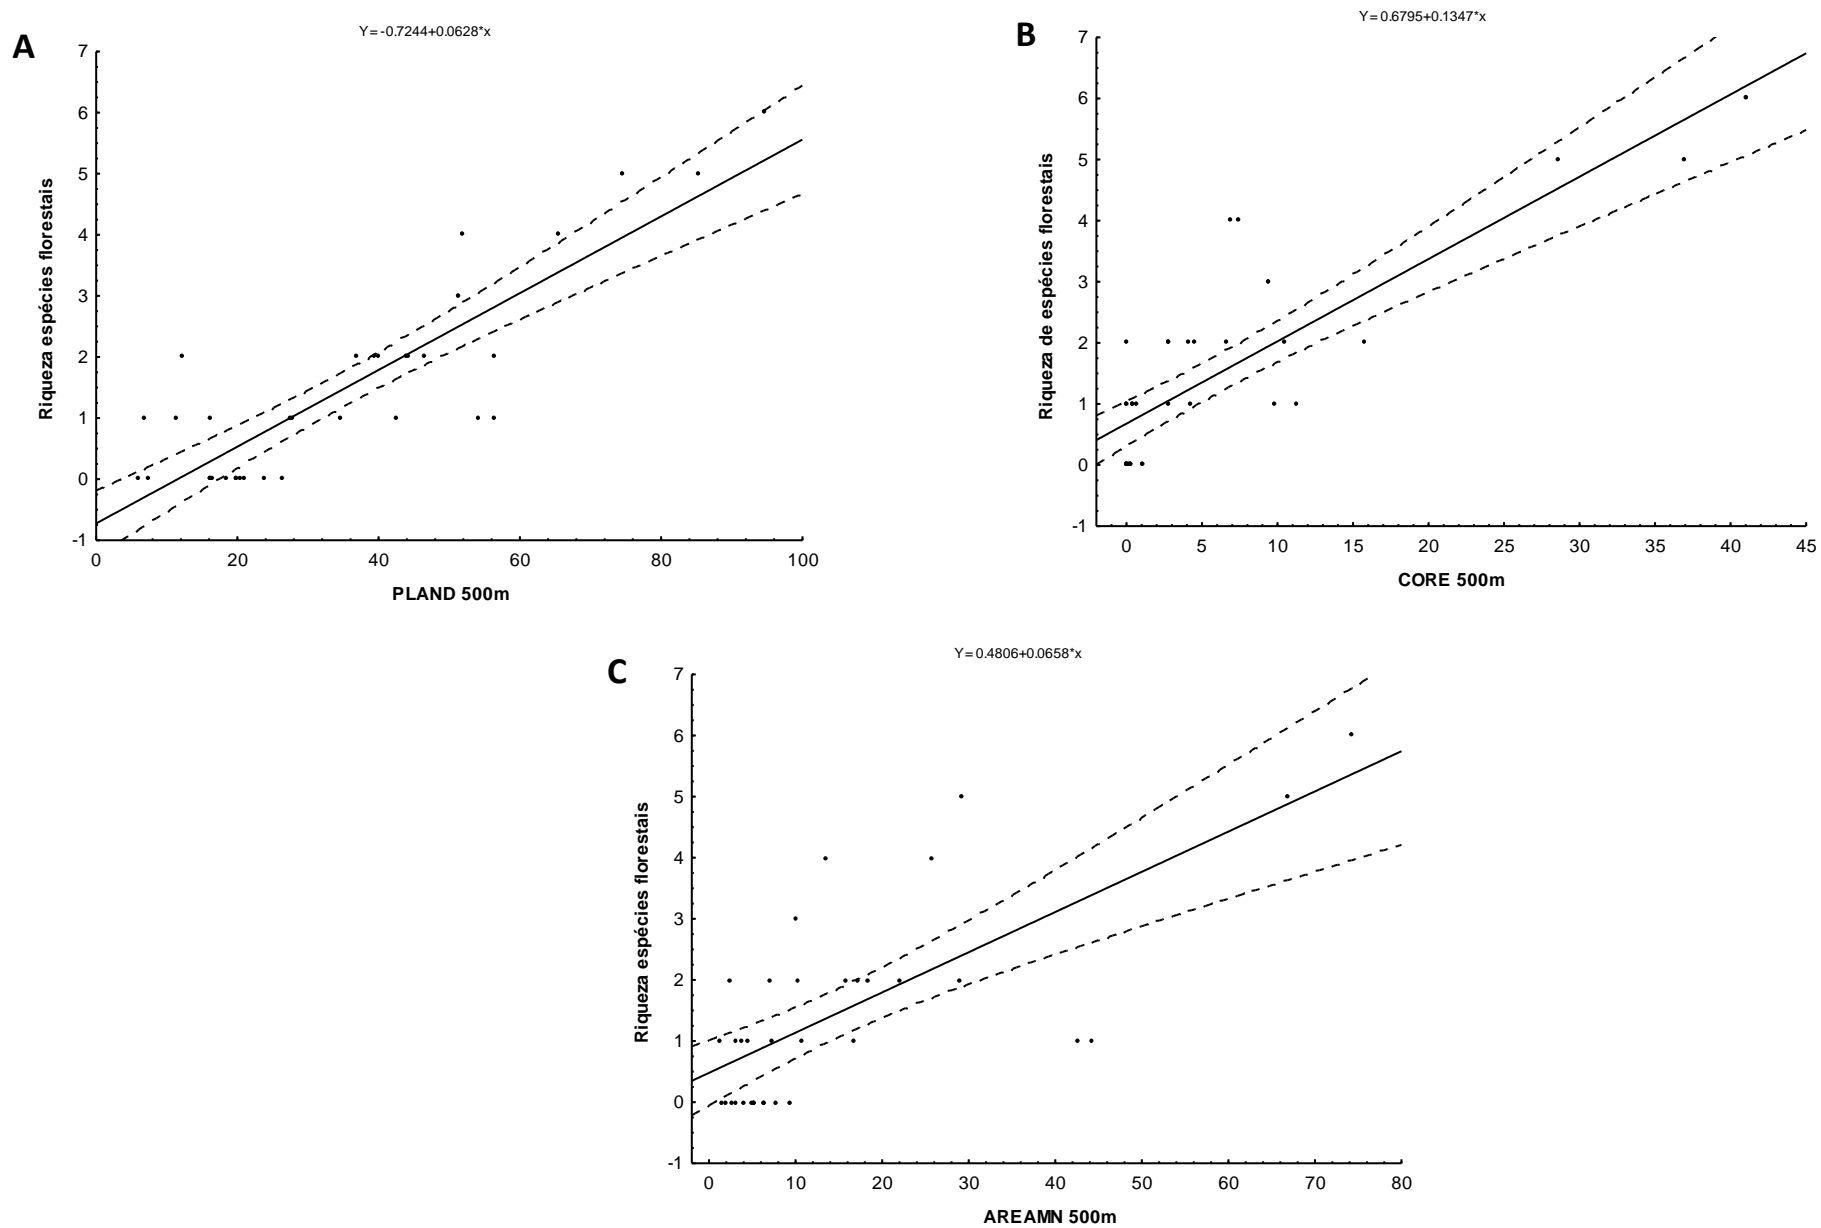 A
Y = -0.7244+0.0628*x
Riqueza espécies florestais
7
6
5
4
3
2
1
0
-1
0 20 40 60 80 100
PLAND 500m
B
Y = 0.6795+0.1347*x
Riqueza de espécies florestais
7
6
5
4
3
2
1
0
-1
0 5 10 15 20 25 30 35 40 45
CORE 500m
C
Y = 0.4806+0.0658*x
Riqueza espécies florestais
7
6
5
4
3
2
1
0
-1
0 10 20 30 40 50 60 70 80
AREAMN 500m